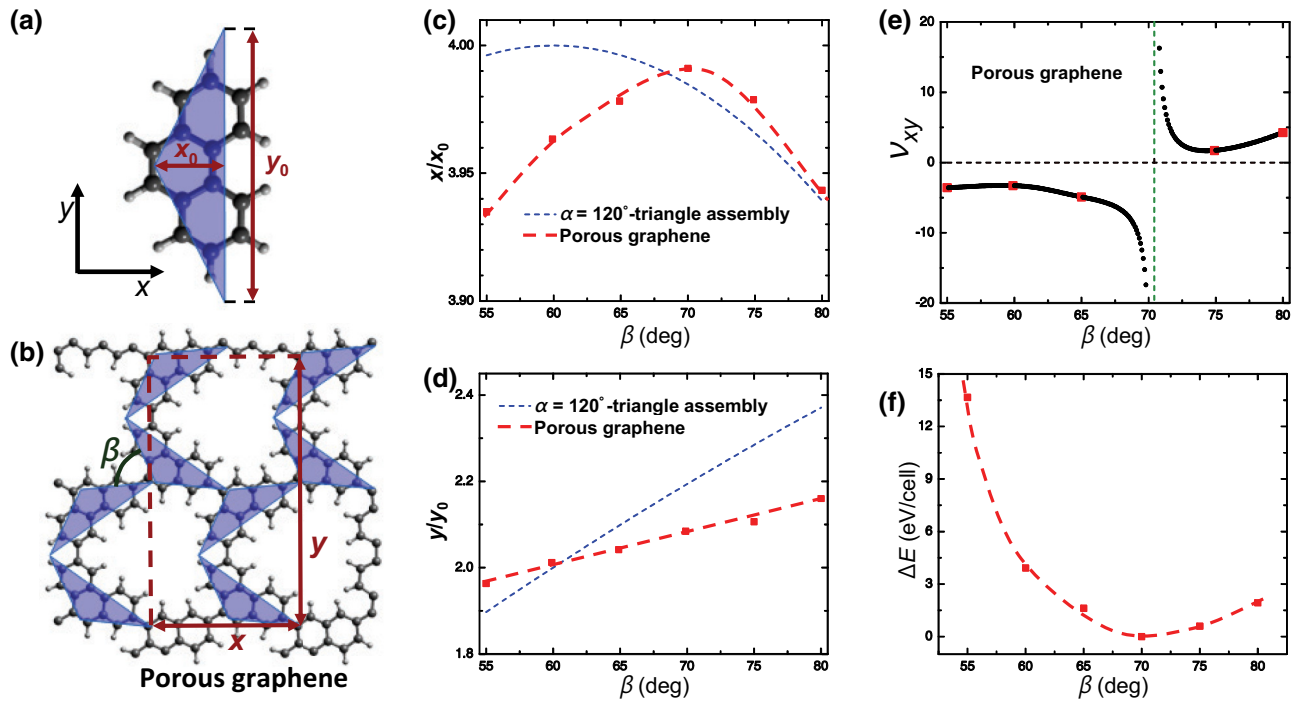 (a)
x₀
y₀
y
x
(b)
β
y
x
Porous graphene
(c)
x/x₀
4.00
3.95
3.90
α = 120°-triangle assembly
Porous graphene
55 60 65 70 75 80
β (deg)
(d)
y/y₀
2.4
2.2
2.0
1.8
α = 120°-triangle assembly
Porous graphene
55 60 65 70 75 80
β (deg)
(e)
νxy
20
10
0
-10
-20
Porous graphene
55 60 65 70 75 80
β (deg)
(f)
ΔE (eV/cell)
15
12
9
6
3
0
55 60 65 70 75 80
β (deg)